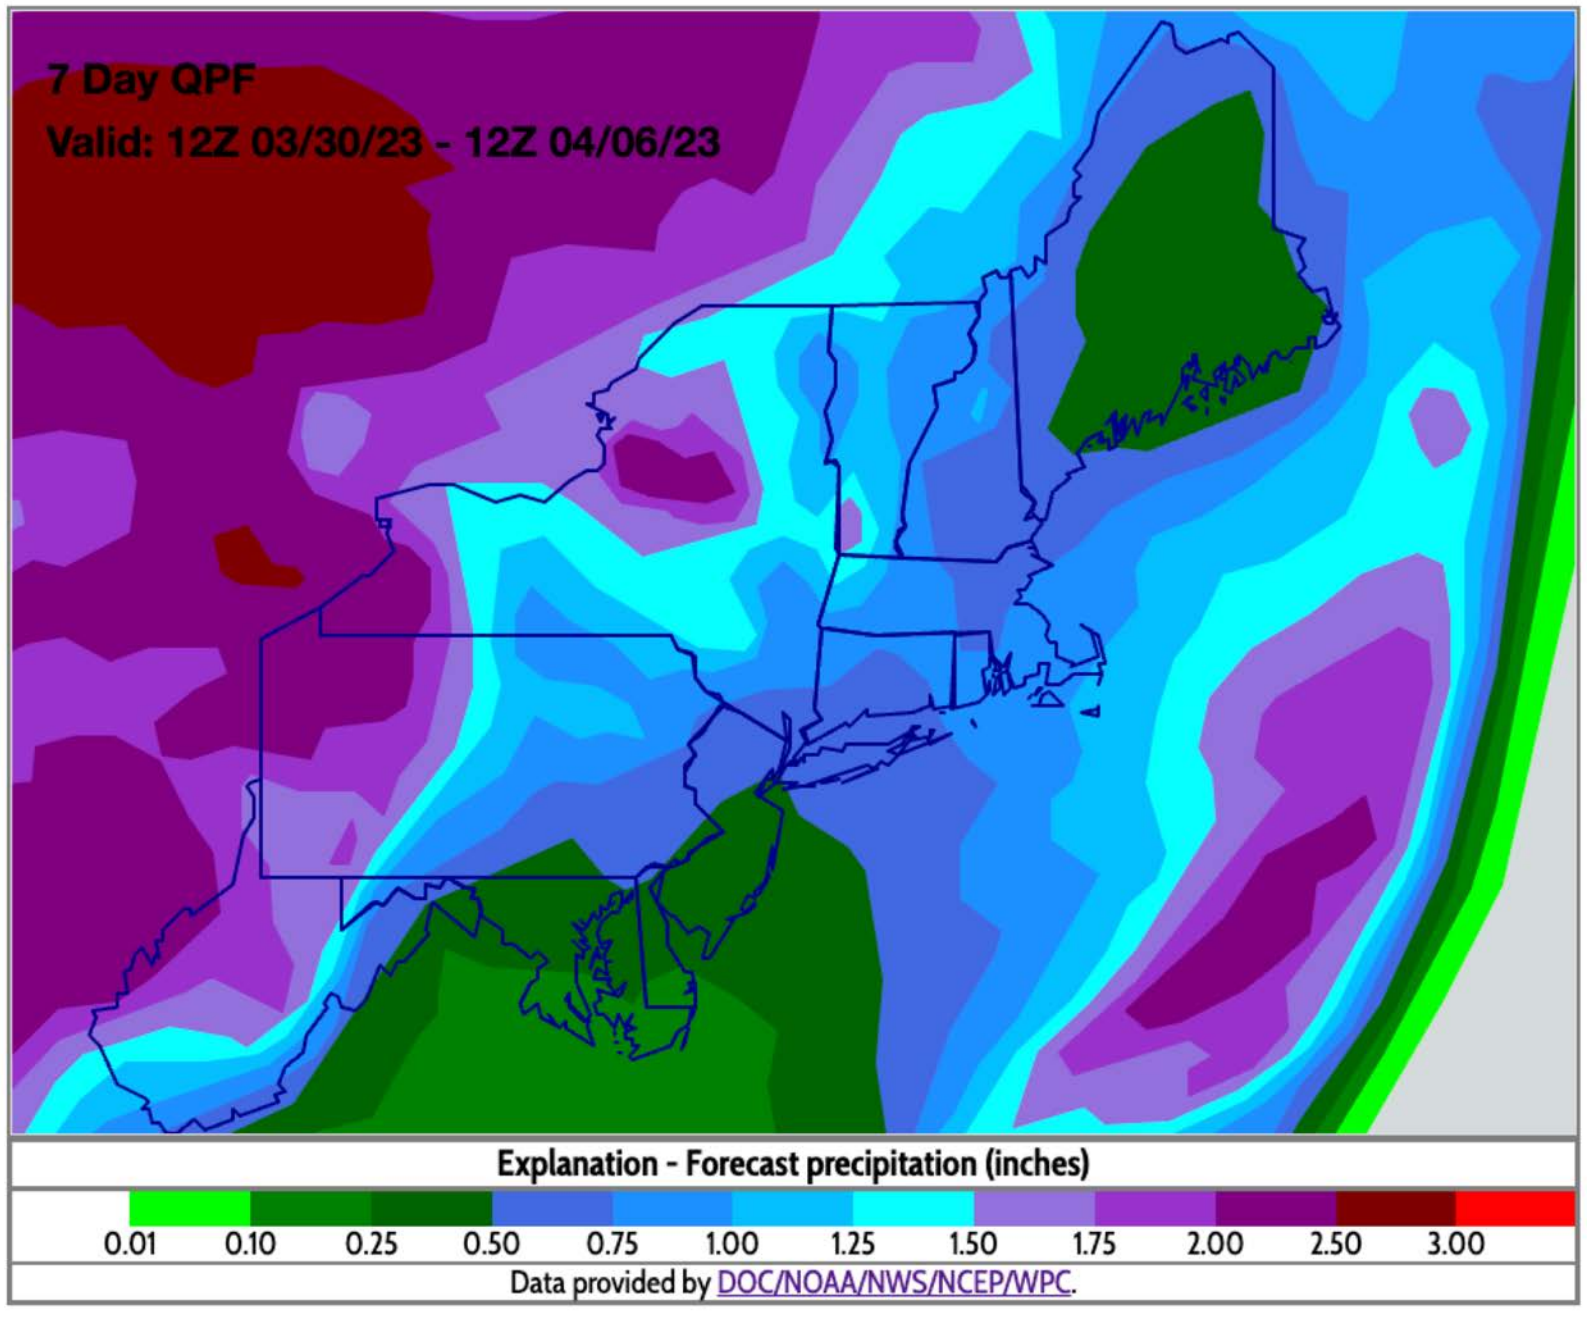 7 Day QPF
Valid: 12Z 03/30/23 - 12Z 04/06/23
Explanation - Forecast precipitation (inches)
0.01 0.10 0.25 0.50 0.75 1.00 1.25 1.50 1.75 2.00 2.50 3.00
Data provided by DOC/NOAA/NWS/NCEP/WPC.